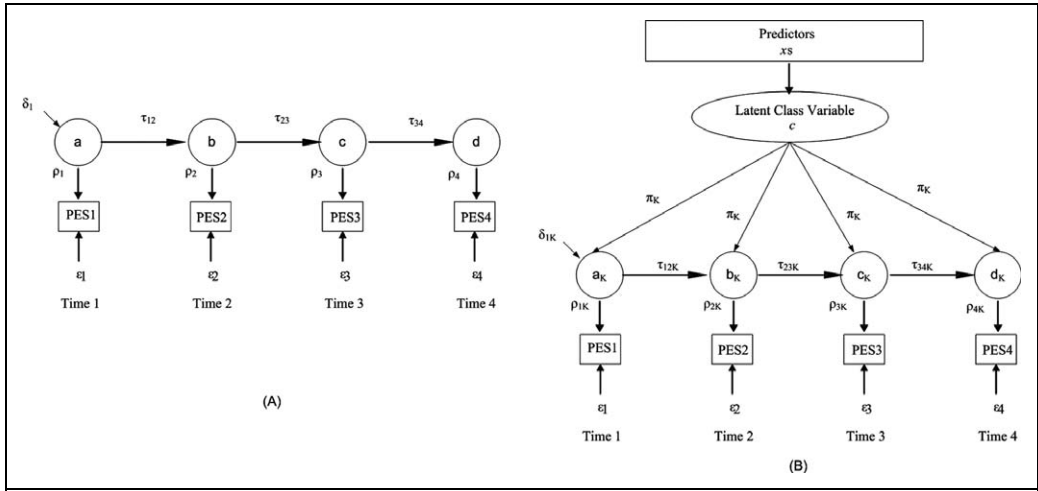 δ1
τ12
τ23
τ34
a
b
c
d
ρ1
ρ2
ρ3
ρ4
PES1
PES2
PES3
PES4
ε1
ε2
ε3
ε4
Time 1
Time 2
Time 3
Time 4
(A)
Predictors
xs
Latent Class Variable
c
πK
πK
πK
πK
δ1K
τ12K
τ23K
τ34K
aK
bK
cK
dK
ρ1K
ρ2K
ρ3K
ρ4K
PES1
PES2
PES3
PES4
ε1
ε2
ε3
ε4
Time 1
Time 2
Time 3
Time 4
(B)